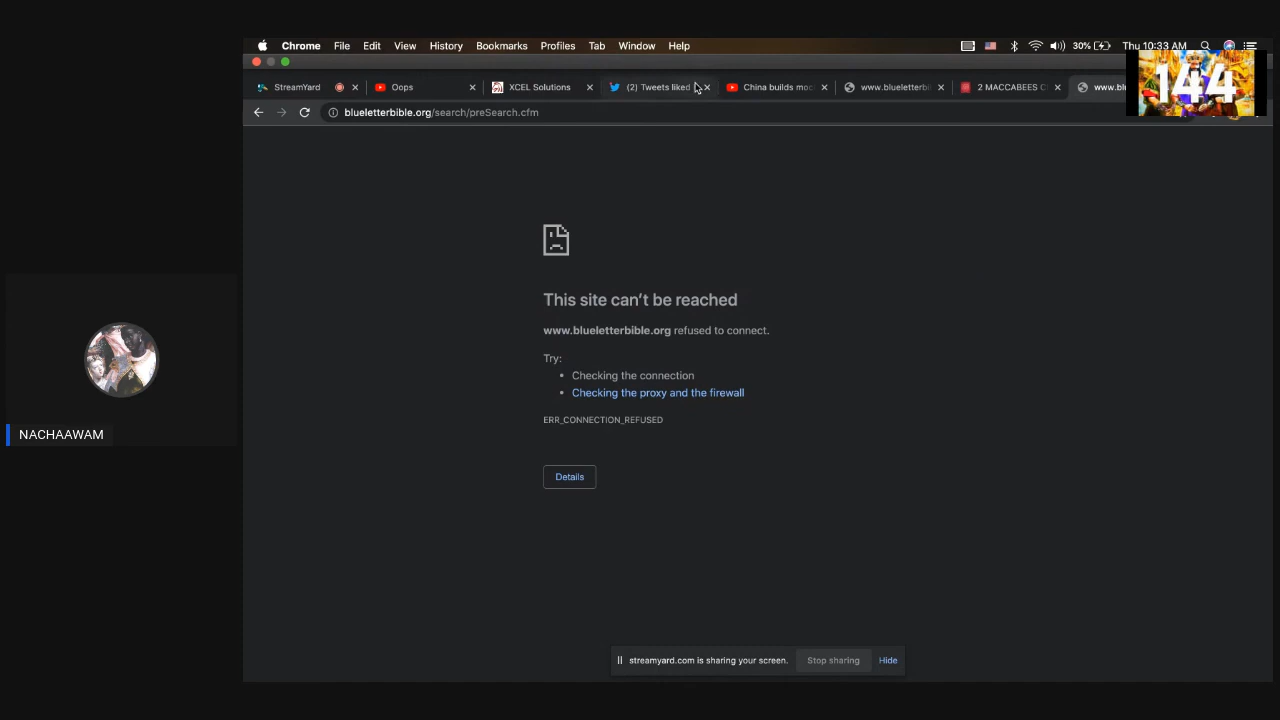 Chrome File Edit View History Bookmarks Profiles Tab Window Help 30% Thu 10:33 AM
144
StreamYard Oops XCEL Solutions (2) Tweets liked China builds moc www.blueletterbi 2 MACCABEES C www.bl
blueletterbible.org/search/preSearch.cfm
This site can't be reached
www.blueletterbible.org refused to connect.
Try:
• Checking the connection
• Checking the proxy and the firewall
ERR_CONNECTION_REFUSED
Details
NACHAAWAM
streamyard.com is sharing your screen. Stop sharing Hide